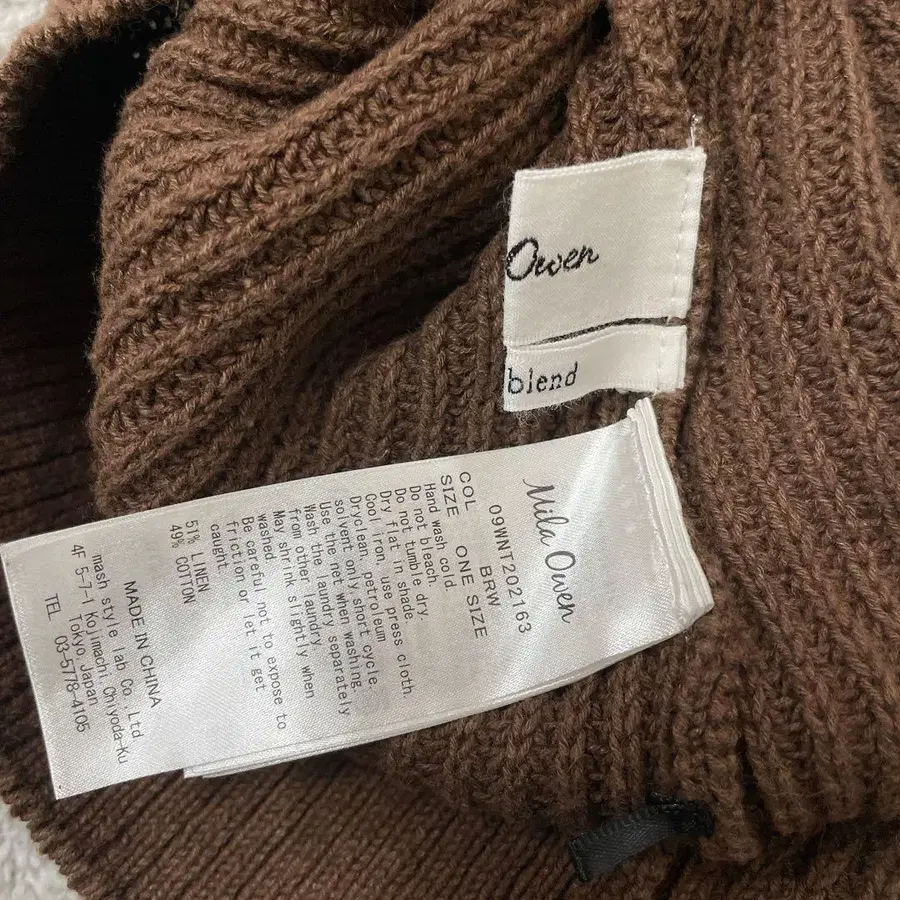 Owen
blend
Mila Owen
09WNT202163
COL BRW
SIZE ONE SIZE
Hand wash cold.
Do not bleach.
Do not tumble dry.
Dry flat in shade.
Cool iron, use press cloth
Dryclean, petroleum
solvent only, short cycle.
Use the net when washing.
Wash the laundry separately
from other laundry.
May shrink slightly when
washed.
Be careful not to expose to
friction or let it get
caught.
51% LINEN
49% COTTON
MADE IN CHINA
mash style lab Co.,Ltd
4F 5-7-1 Kojimachi,Chiyoda-Ku
Tokyo,Japan
TEL 03-5778-4105